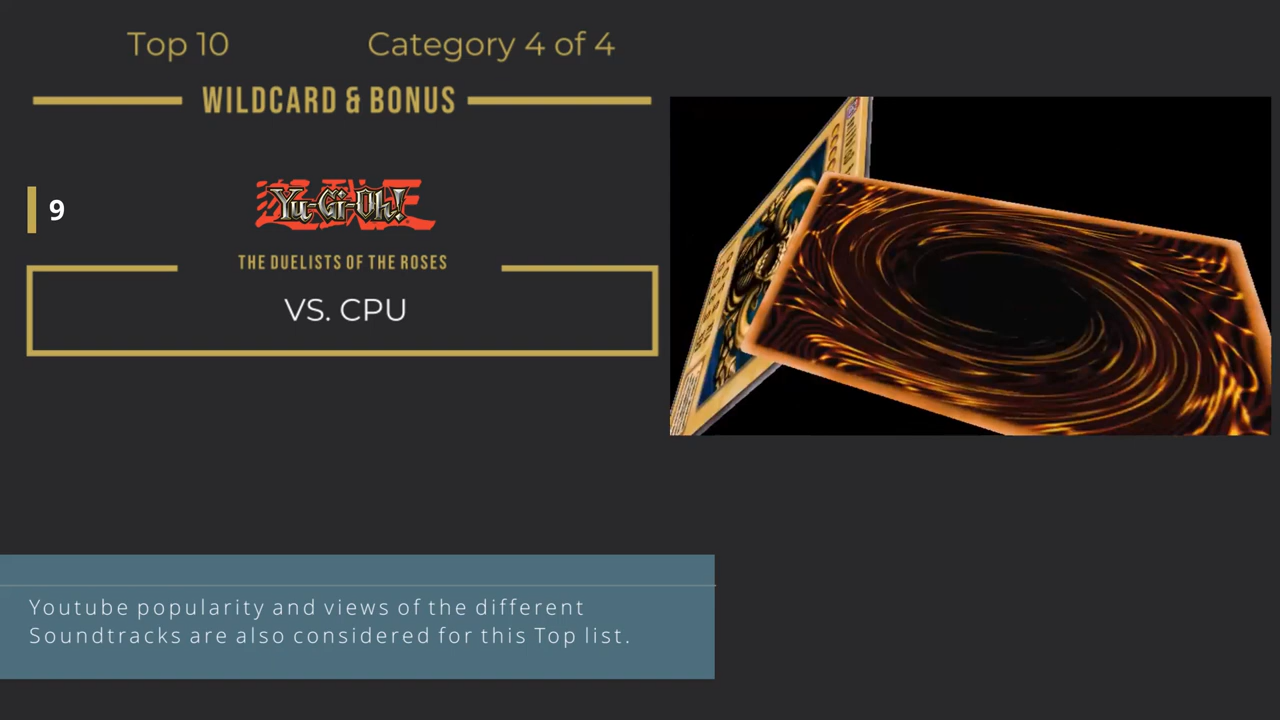 Top 10
Category 4 of 4
WILDCARD & BONUS
9
Yu-Gi-Oh!
THE DUELISTS OF THE ROSES
VS. CPU
Youtube popularity and views of the different
Soundtracks are also considered for this Top list.